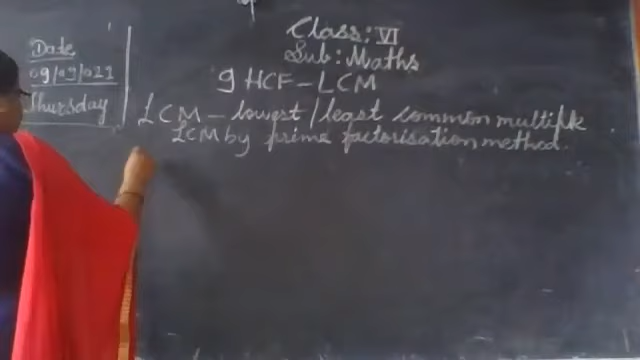 Class: VI
Sub: Maths
Date
09/09/021
Thursday
9 HCF - LCM
LCM - lowest/least common multiple
LCM by prime factorisation method.